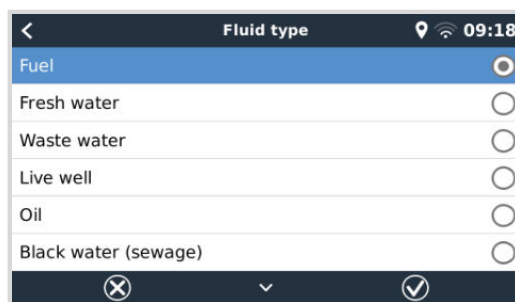 Fluid type 09:18
Fuel
Fresh water
Waste water
Live well
Oil
Black water (sewage)